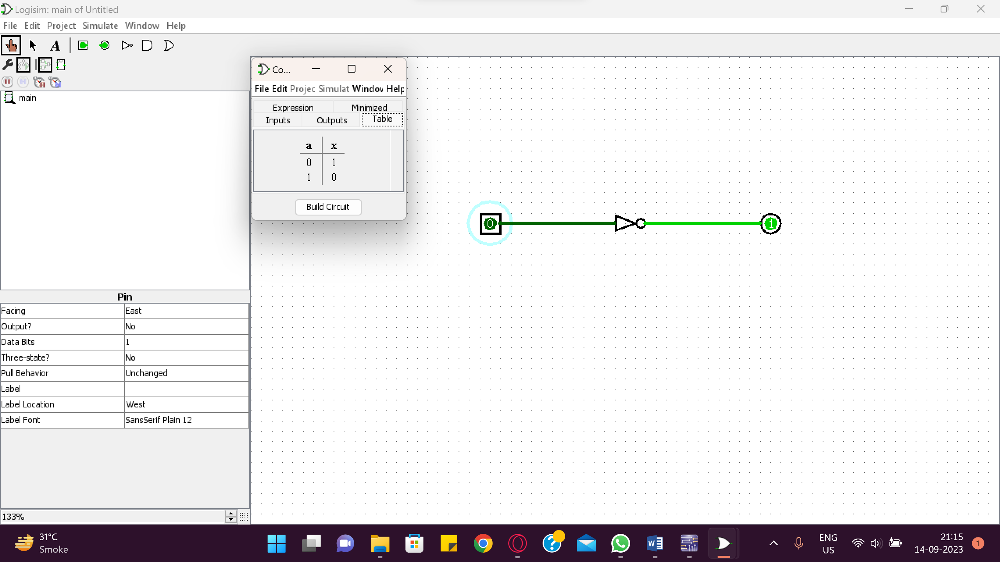 Logisim: main of Untitled
File Edit Project Simulate Window Help
A
main
Co...
File Edit Projec Simulat Window Help
Expression Minimized
Inputs Outputs Table
a x
0 1
1 0
Build Circuit
0 1
Pin
Facing East
Output? No
Data Bits 1
Three-state? No
Pull Behavior Unchanged
Label
Label Location West
Label Font SansSerif Plain 12
133%
31°C
Smoke
?
W
ENG
US
21:15
14-09-2023
1